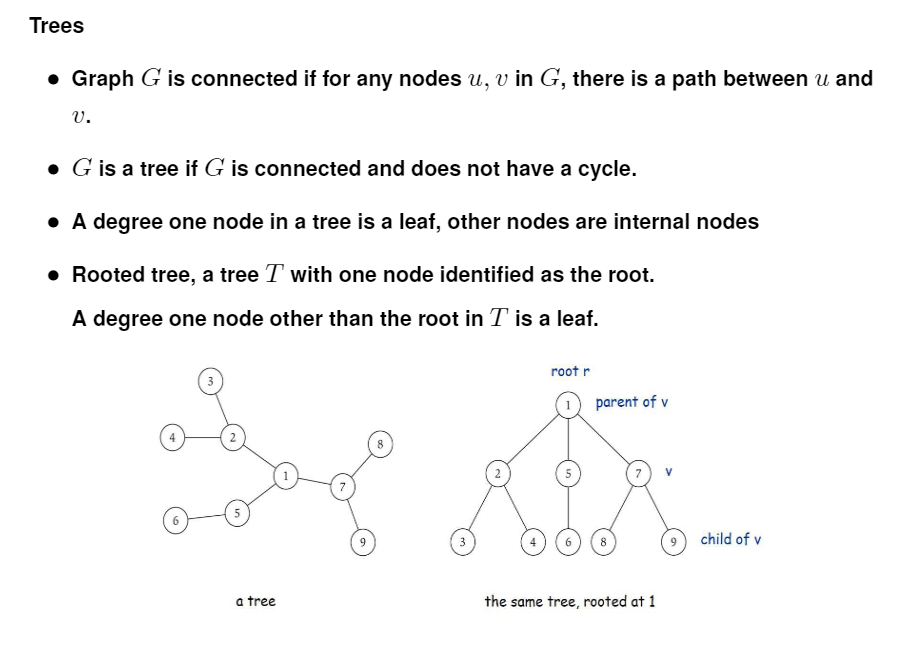 Trees
• Graph G is connected if for any nodes u, v in G, there is a path between u and
v.
• G is a tree if G is connected and does not have a cycle.
• A degree one node in a tree is a leaf, other nodes are internal nodes
• Rooted tree, a tree T with one node identified as the root.
A degree one node other than the root in T is a leaf.
3
4
2
8
1
7
5
6
9
a tree
root r
1 parent of v
2 5 7 v
3 4 6 8 9 child of v
the same tree, rooted at 1